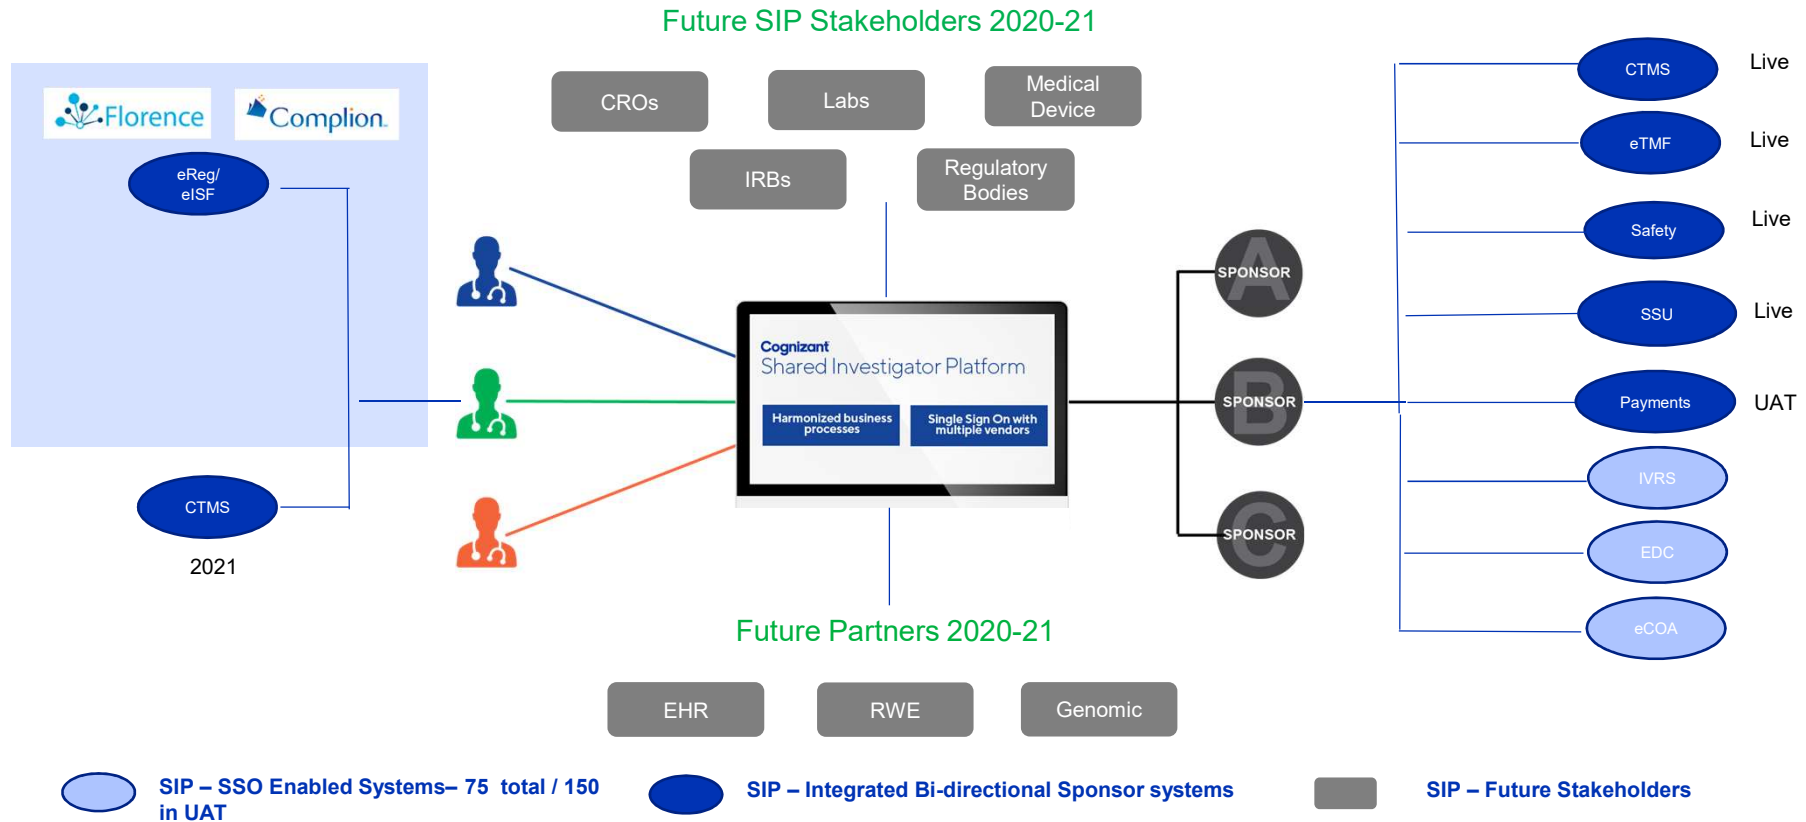 Future SIP Stakeholders 2020-21
Florence
Complion
eReg/
eISF
CTMS
2021
CROs
Labs
Medical
Device
IRBs
Regulatory
Bodies
Cognizant
Shared Investigator Platform
Harmonized business
processes
Single Sign On with
multiple vendors
A
SPONSOR
B
SPONSOR
C
SPONSOR
CTMS
Live
eTMF
Live
Safety
Live
SSU
Live
Payments
UAT
IVRS
EDC
eCOA
Future Partners 2020-21
EHR
RWE
Genomic
SIP – SSO Enabled Systems– 75 total / 150
in UAT
SIP – Integrated Bi-directional Sponsor systems
SIP – Future Stakeholders